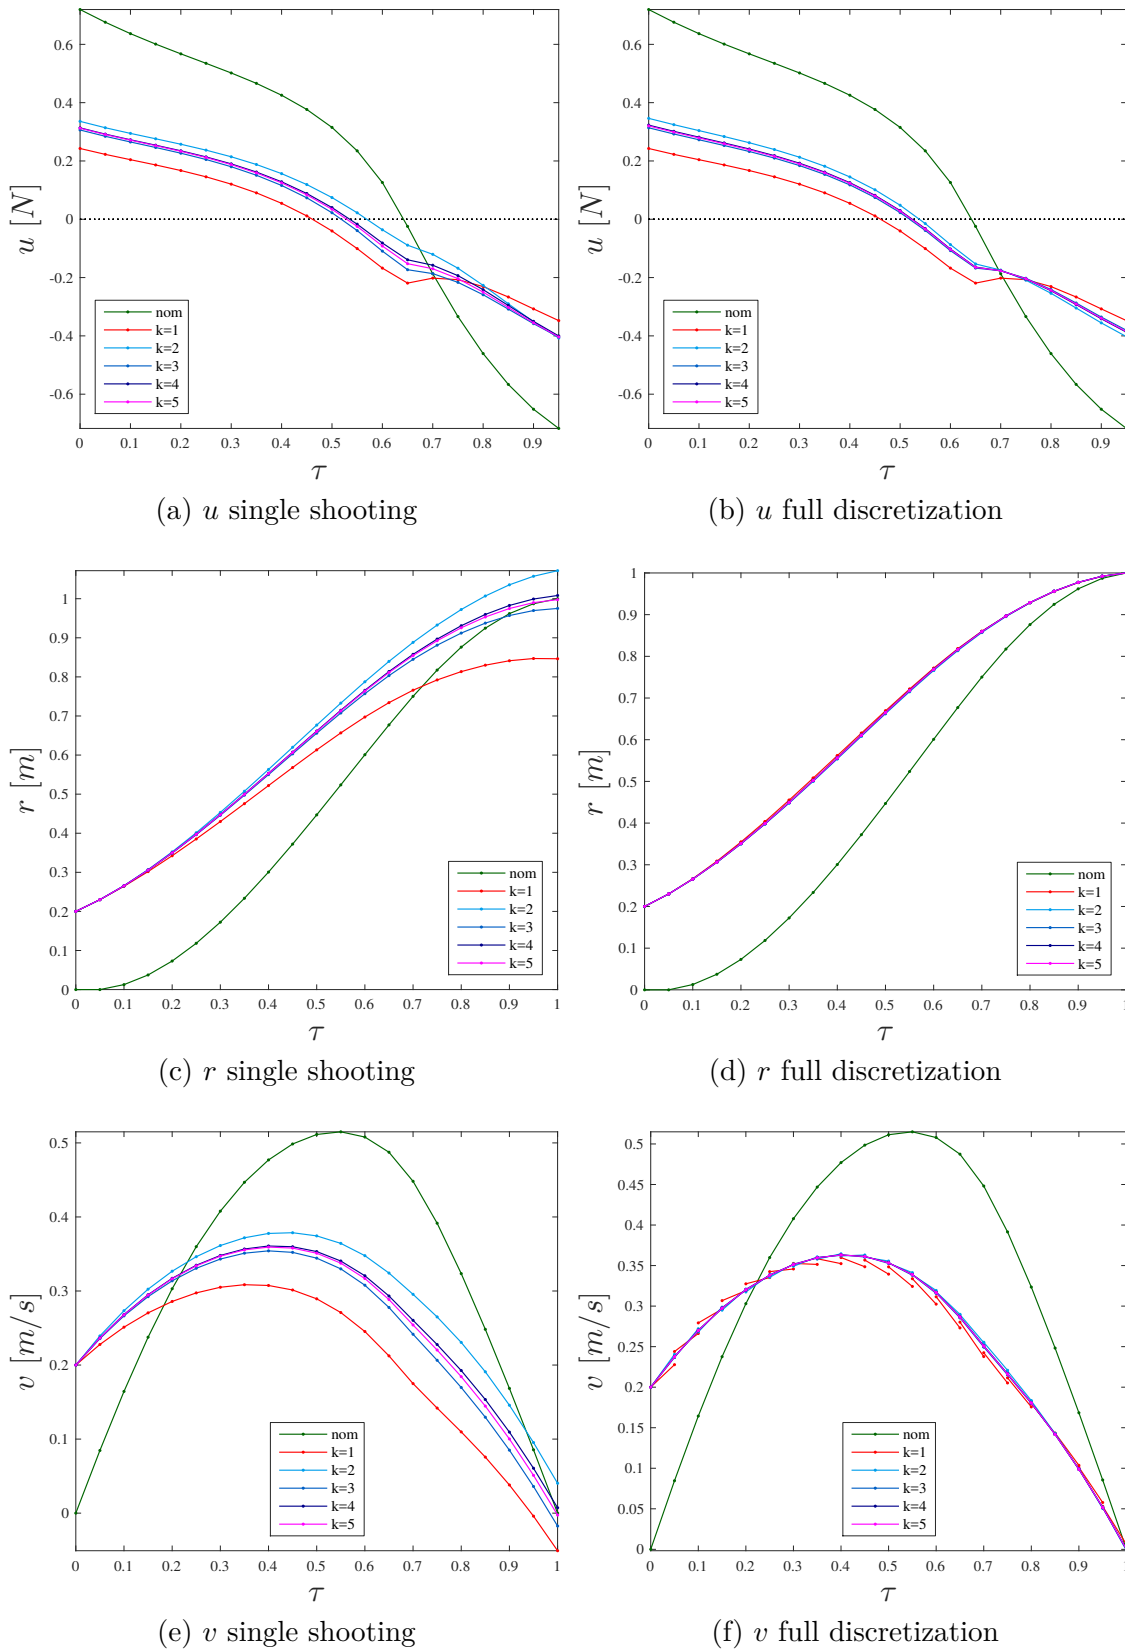 0.6
0.4
0.2
0
-0.2
-0.4
-0.6
u [N]
nom
k=1
k=2
k=3
k=4
k=5
0 0.1 0.2 0.3 0.4 0.5 0.6 0.7 0.8 0.9
τ
(a) u single shooting
0.6
0.4
0.2
0
-0.2
-0.4
-0.6
u [N]
nom
k=1
k=2
k=3
k=4
k=5
0 0.1 0.2 0.3 0.4 0.5 0.6 0.7 0.8 0.9
τ
(b) u full discretization
1
0.9
0.8
0.7
0.6
0.5
0.4
0.3
0.2
0.1
0
r [m]
nom
k=1
k=2
k=3
k=4
k=5
0 0.1 0.2 0.3 0.4 0.5 0.6 0.7 0.8 0.9 1
τ
(c) r single shooting
1
0.9
0.8
0.7
0.6
0.5
0.4
0.3
0.2
0.1
0
r [m]
nom
k=1
k=2
k=3
k=4
k=5
0 0.1 0.2 0.3 0.4 0.5 0.6 0.7 0.8 0.9 1
τ
(d) r full discretization
0.5
0.4
0.3
0.2
0.1
0
v [m/s]
nom
k=1
k=2
k=3
k=4
k=5
0 0.1 0.2 0.3 0.4 0.5 0.6 0.7 0.8 0.9 1
τ
(e) v single shooting
0.5
0.45
0.4
0.35
0.3
0.25
0.2
0.15
0.1
0.05
0
v [m/s]
nom
k=1
k=2
k=3
k=4
k=5
0 0.1 0.2 0.3 0.4 0.5 0.6 0.7 0.8 0.9 1
τ
(f) v full discretization